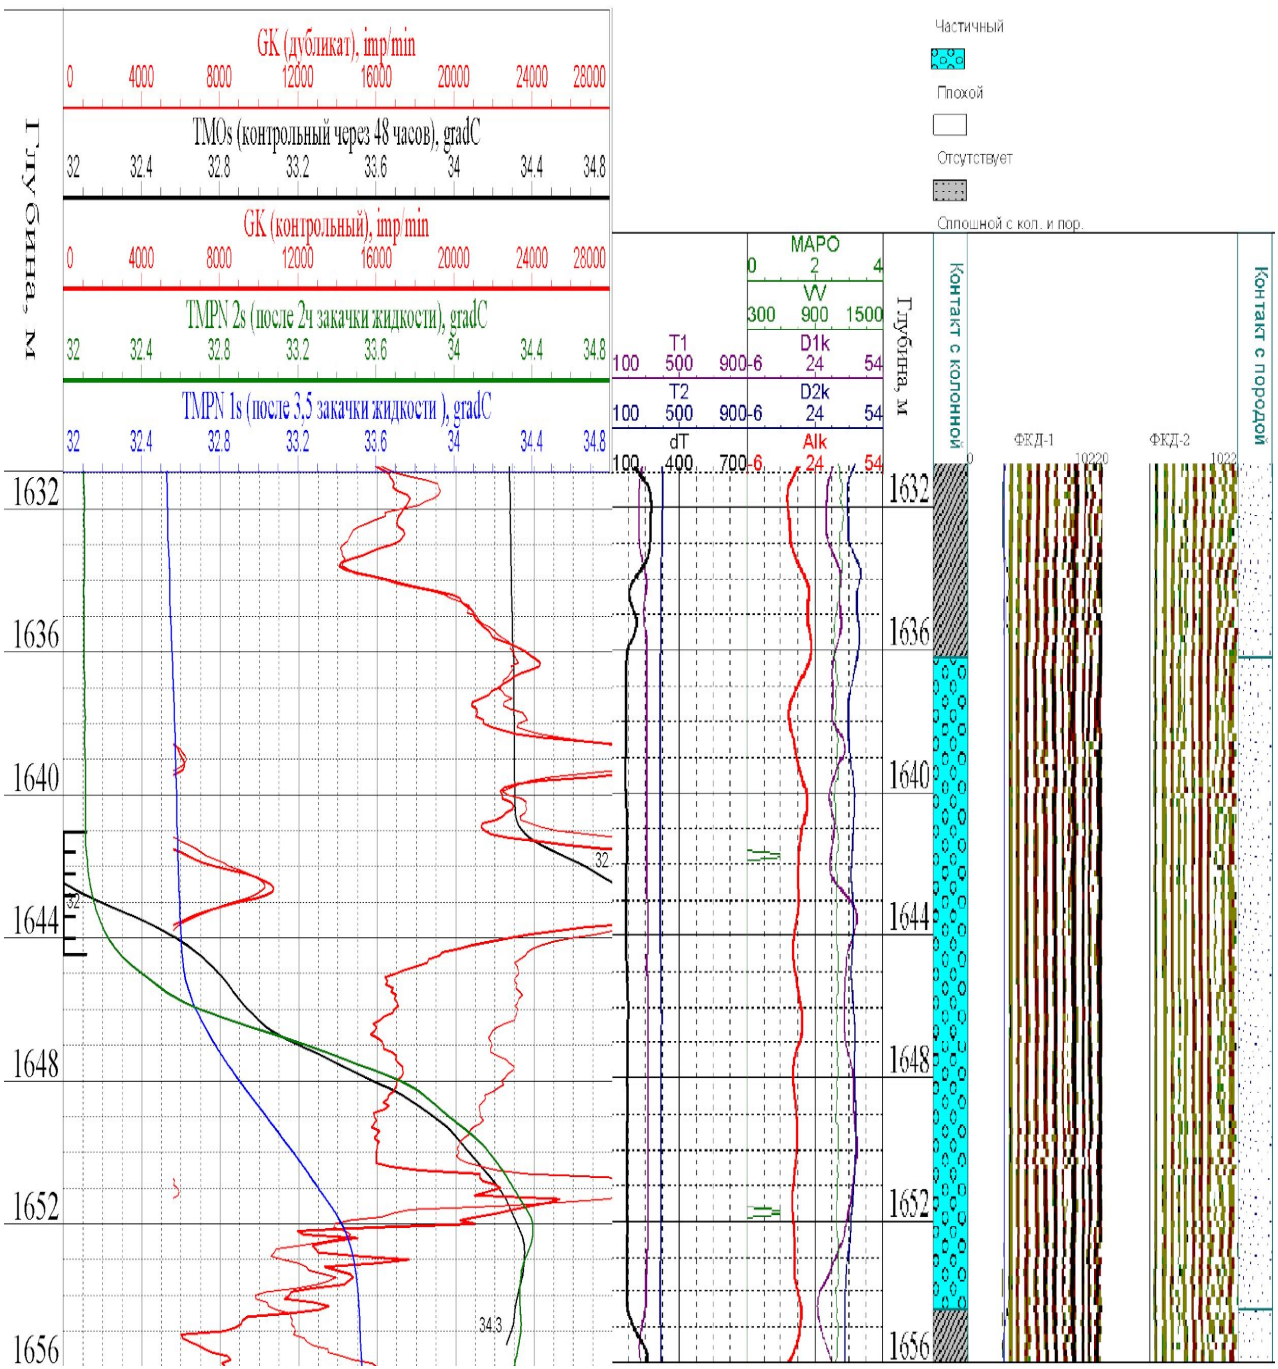 GK (дубликат), imp/min
0 4000 8000 12000 16000 20000 24000 28000
TMOs (контрольный через 48 часов), gradC
32 32.4 32.8 33.2 33.6 34 34.4 34.8
GK (контрольный), imp/min
0 4000 8000 12000 16000 20000 24000 28000
TMPN 2s (после 2ч закачки жидкости), gradC
32 32.4 32.8 33.2 33.6 34 34.4 34.8
TMPN 1s (после 3,5 закачки жидкости ), gradC
32 32.4 32.8 33.2 33.6 34 34.4 34.8
Глубина, м
1632
1636
1640
1644
1648
1652
1656
32
32
34.3
Частичный
Плохой
Отсутствует
Сплошной с кол. и пор.
МАРО
0 2 4
VV
300 900 1500
T1
100 500 900
D1k
-6 24 54
T2
100 500 900
D2k
-6 24 54
dT
100 400 700
Alk
-6 24 54
Глубина, м
1632
1636
1640
1644
1648
1652
1656
Контакт с колонной
ФКД-1
0 10220
ФКД-2
1022
Контакт с породой